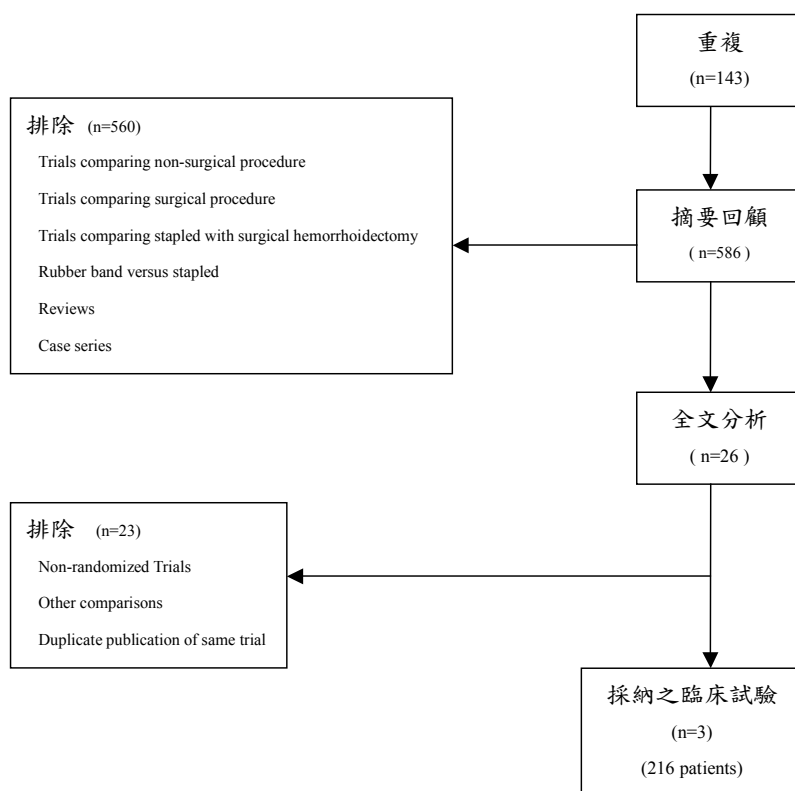 重複
(n=143)
排除 (n=560)
Trials comparing non-surgical procedure
Trials comparing surgical procedure
Trials comparing stapled with surgical hemorrhoidectomy
Rubber band versus stapled
Reviews
Case series
摘要回顧
( n=586 )
全文分析
( n=26 )
排除 (n=23)
Non-randomized Trials
Other comparisons
Duplicate publication of same trial
採納之臨床試驗
(n=3)
(216 patients)